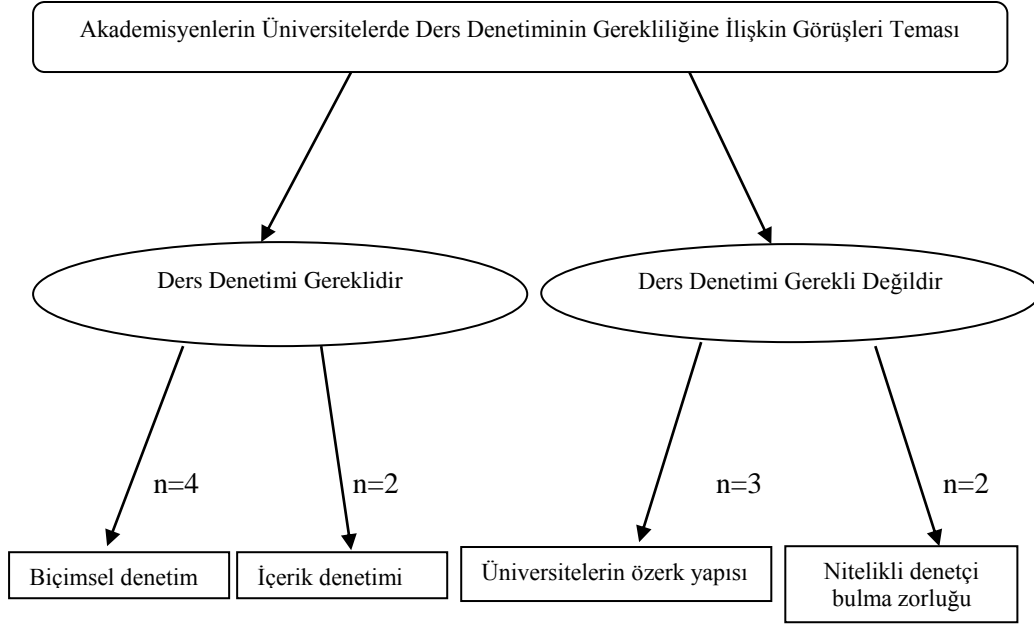 Akademisyenlerin Üniversitelerde Ders Denetiminin Gerekliliğine İlişkin Görüşleri Teması
Ders Denetimi Gereklidir
Ders Denetimi Gerekli Değildir
n=4
n=2
n=3
n=2
Biçimsel denetim
İçerik denetimi
Üniversitelerin özerk yapısı
Nitelikli denetçi
bulma zorluğu